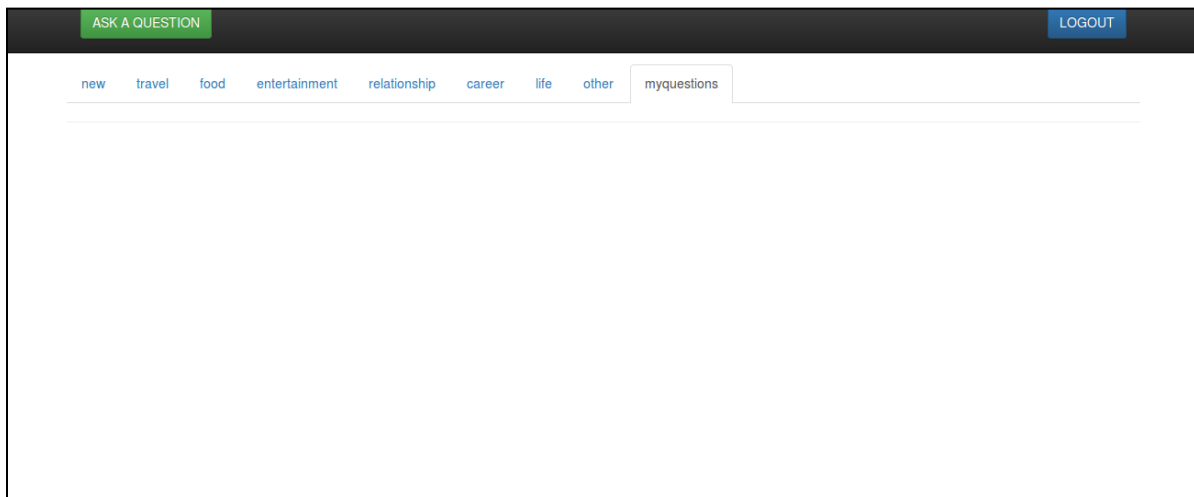 ASK A QUESTION LOGOUT
new travel food entertainment relationship career life other myquestions